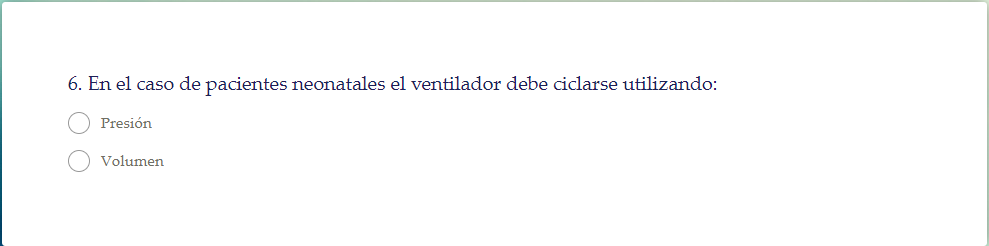 6. En el caso de pacientes neonatales el ventilador debe ciclarse utilizando:
Presión
Volumen